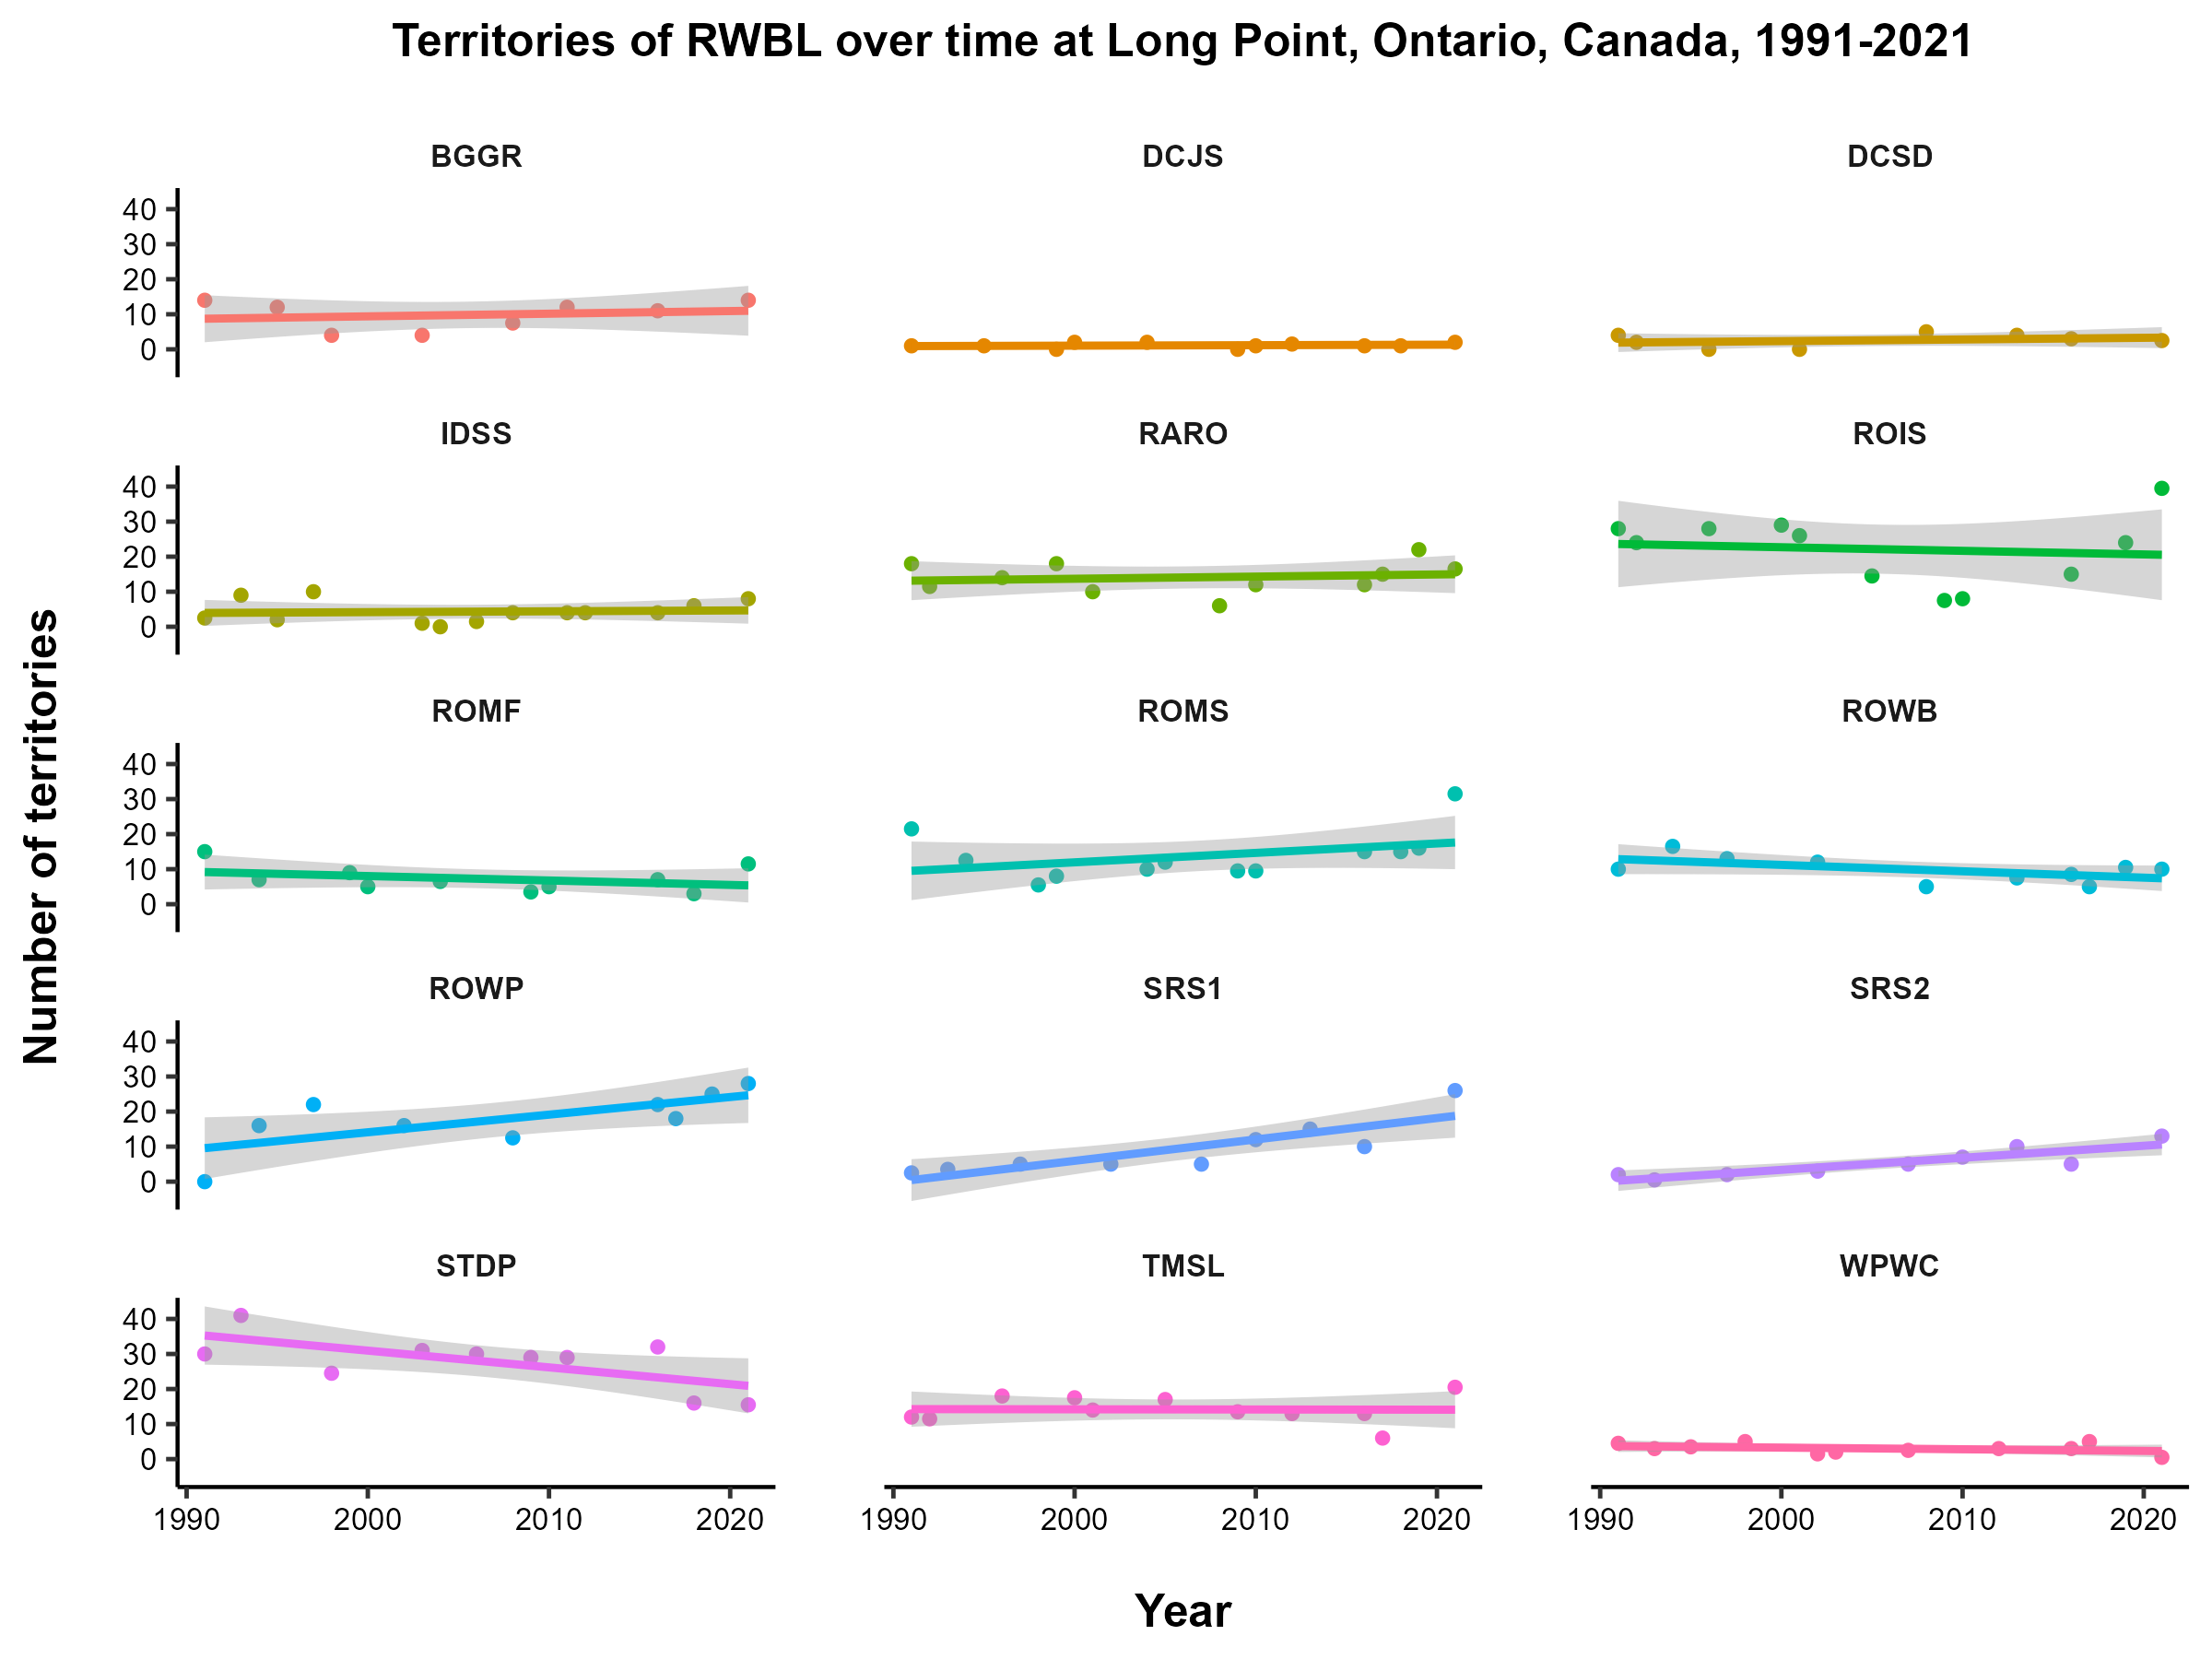 Territories of RWBL over time at Long Point, Ontario, Canada, 1991-2021
BGGR DCJS DCSD
40
30
20
10
0
IDSS RARO ROIS
40
30
20
10
0
ROMF ROMS ROWB
40
30
20
10
0
ROWP SRS1 SRS2
40
30
20
10
0
STDP TMSL WPWC
40
30
20
10
0
1990 2000 2010 2020 1990 2000 2010 2020 1990 2000 2010 2020
Number of territories
Year